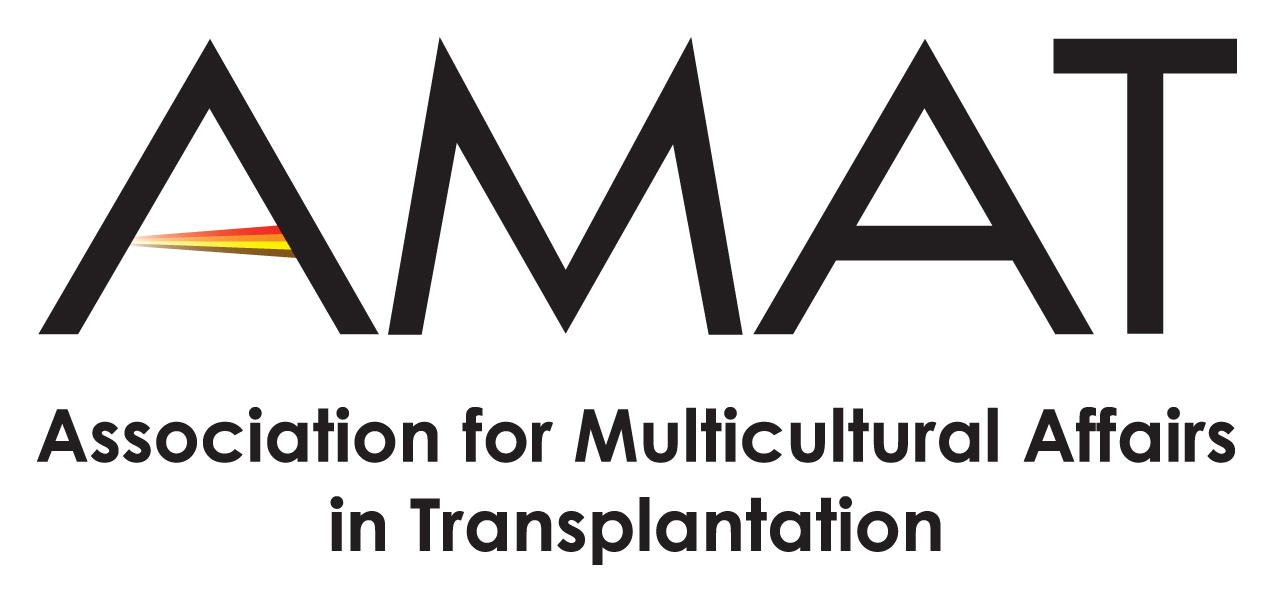 AMAT
Association for Multicultural Affairs
in Transplantation